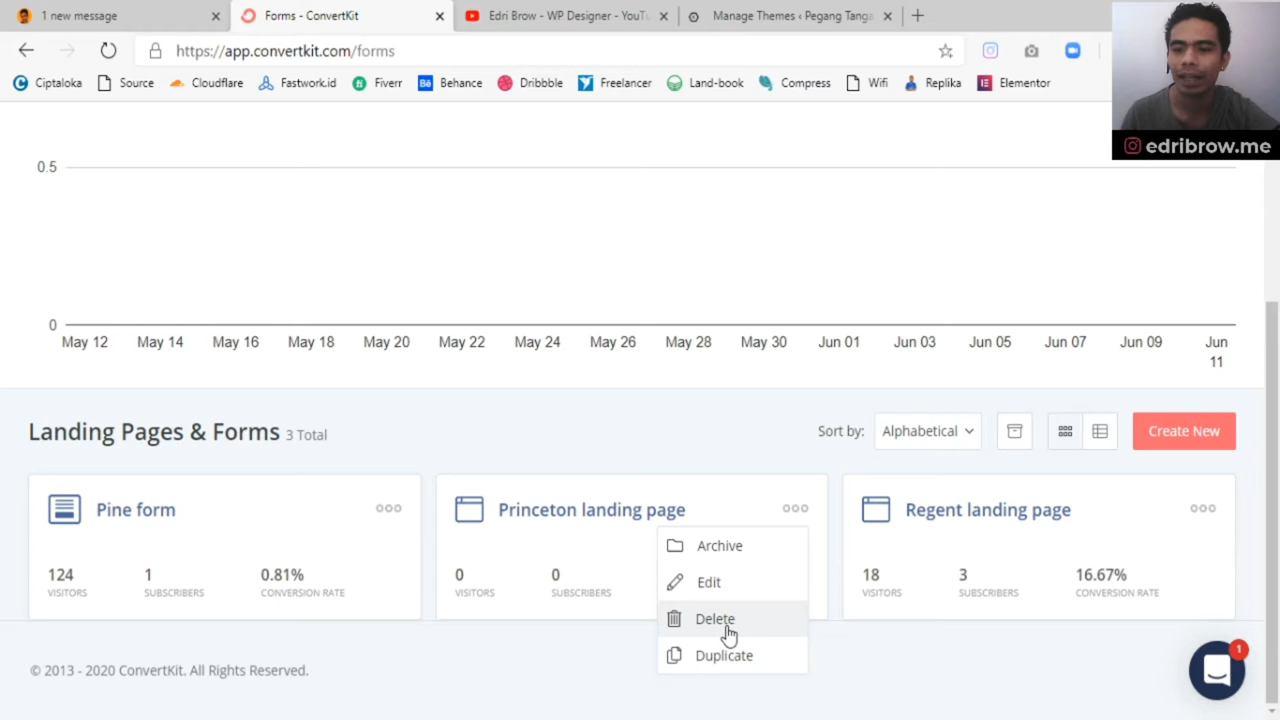 1 new message
Forms - ConvertKit
Edri Brow - WP Designer - YouTu
Manage Themes ‹ Pegang Tanga
https://app.convertkit.com/forms
Ciptaloka
Source
Cloudflare
Fastwork.id
Fiverr
Bē Behance
Dribbble
Freelancer
Land-book
Compress
Wifi
Replika
Elementor
edribrow.me
0.5
0
May 12 May 14 May 16 May 18 May 20 May 22 May 24 May 26 May 28 May 30 Jun 01 Jun 03 Jun 05 Jun 07 Jun 09 Jun
11
Landing Pages & Forms 3 Total
Sort by: Alphabetical
Create New
Pine form
124 1 0.81%
VISITORS SUBSCRIBERS CONVERSION RATE
Princeton landing page
0 0
VISITORS SUBSCRIBERS
Archive
Edit
Delete
Duplicate
Regent landing page
18 3 16.67%
VISITORS SUBSCRIBERS CONVERSION RATE
© 2013 - 2020 ConvertKit. All Rights Reserved.
1